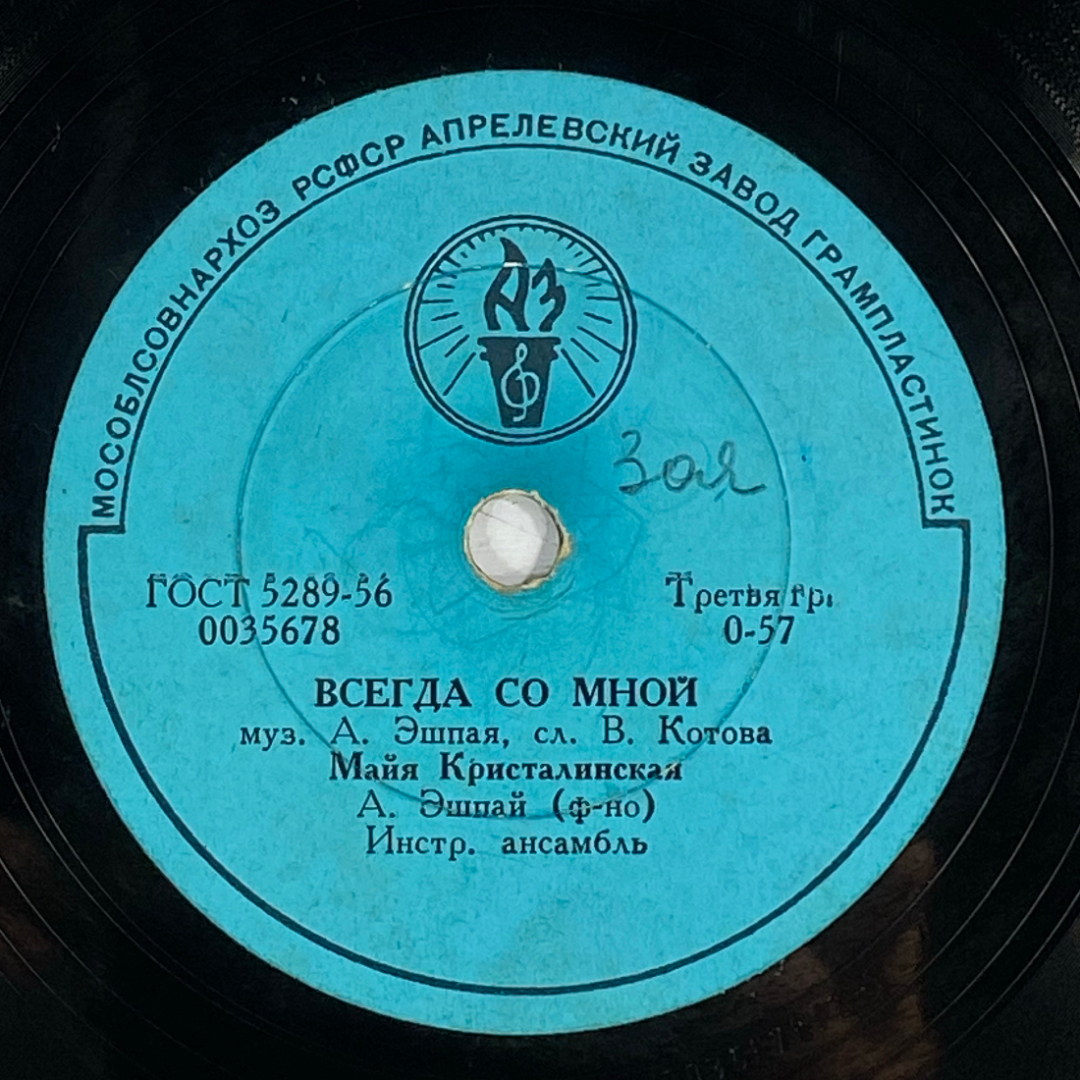 МОСОБЛСОВНАРХОЗ РСФСР АПРЕЛЕВСКИЙ ЗАВОД ГРАМПЛАСТИНОК
АЗ
Зоя
ГОСТ 5289-56
0035678
Третья гр.
0-57
ВСЕГДА СО МНОЙ
муз. А. Эшпая, сл. В. Котова
Майя Кристалинская
А. Эшпай (ф-но)
Инстр. ансамбль